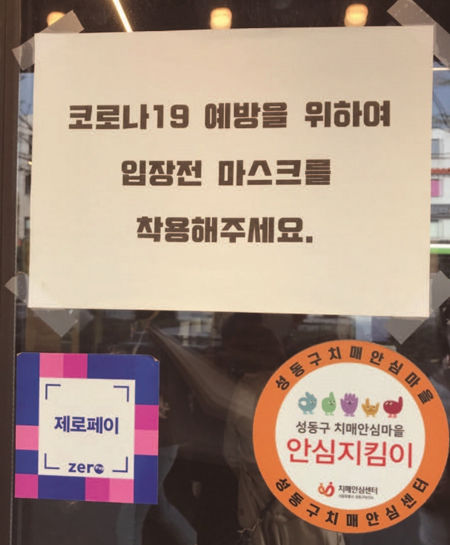 코로나19 예방을 위하여
입장전 마스크를
착용해주세요.
제로페이
zero
성동구치매안심마을
성동구 치매안심마을
안심지킴이
치매안심센터
성동구치매안심센터